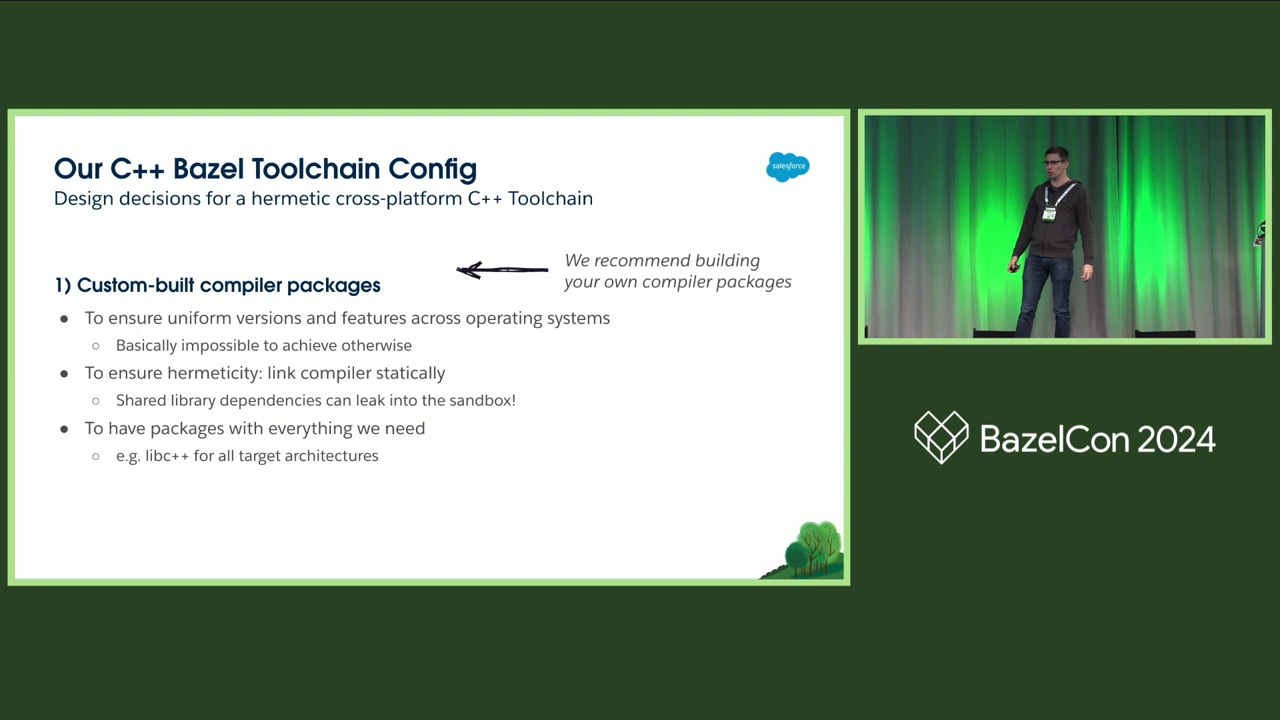 Our C++ Bazel Toolchain Config
Design decisions for a hermetic cross-platform C++ Toolchain
salesforce
We recommend building
your own compiler packages
1) Custom-built compiler packages
● To ensure uniform versions and features across operating systems
○ Basically impossible to achieve otherwise
● To ensure hermeticity: link compiler statically
○ Shared library dependencies can leak into the sandbox!
● To have packages with everything we need
○ e.g. libc++ for all target architectures
BazelCon 2024